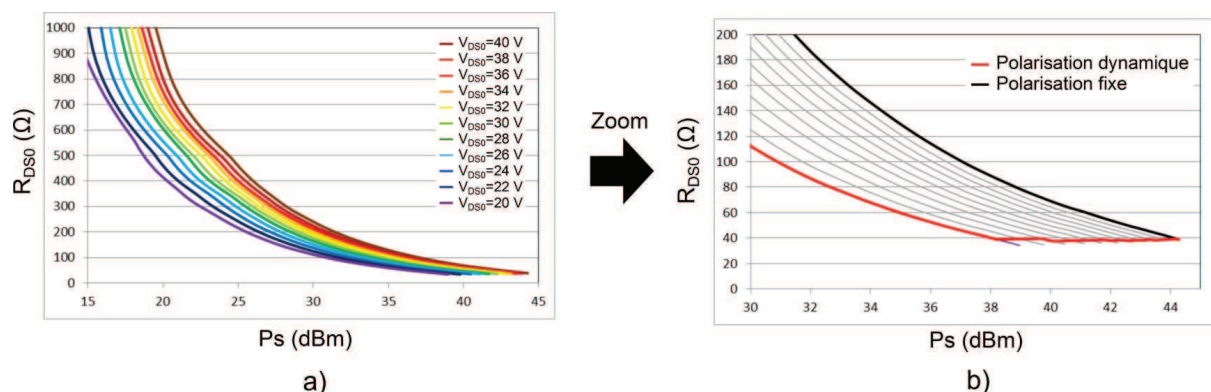 1000
900
800
700
600
500
400
300
200
100
0
15
20
25
30
35
40
45
R_DS0 (Ω)
Ps (dBm)
V_DS0=40 V
V_DS0=38 V
V_DS0=36 V
V_DS0=34 V
V_DS0=32 V
V_DS0=30 V
V_DS0=28 V
V_DS0=26 V
V_DS0=24 V
V_DS0=22 V
V_DS0=20 V
a)
Zoom
200
180
160
140
120
100
80
60
40
20
0
30
32
34
36
38
40
42
44
R_DS0 (Ω)
Ps (dBm)
Polarisation dynamique
Polarisation fixe
b)